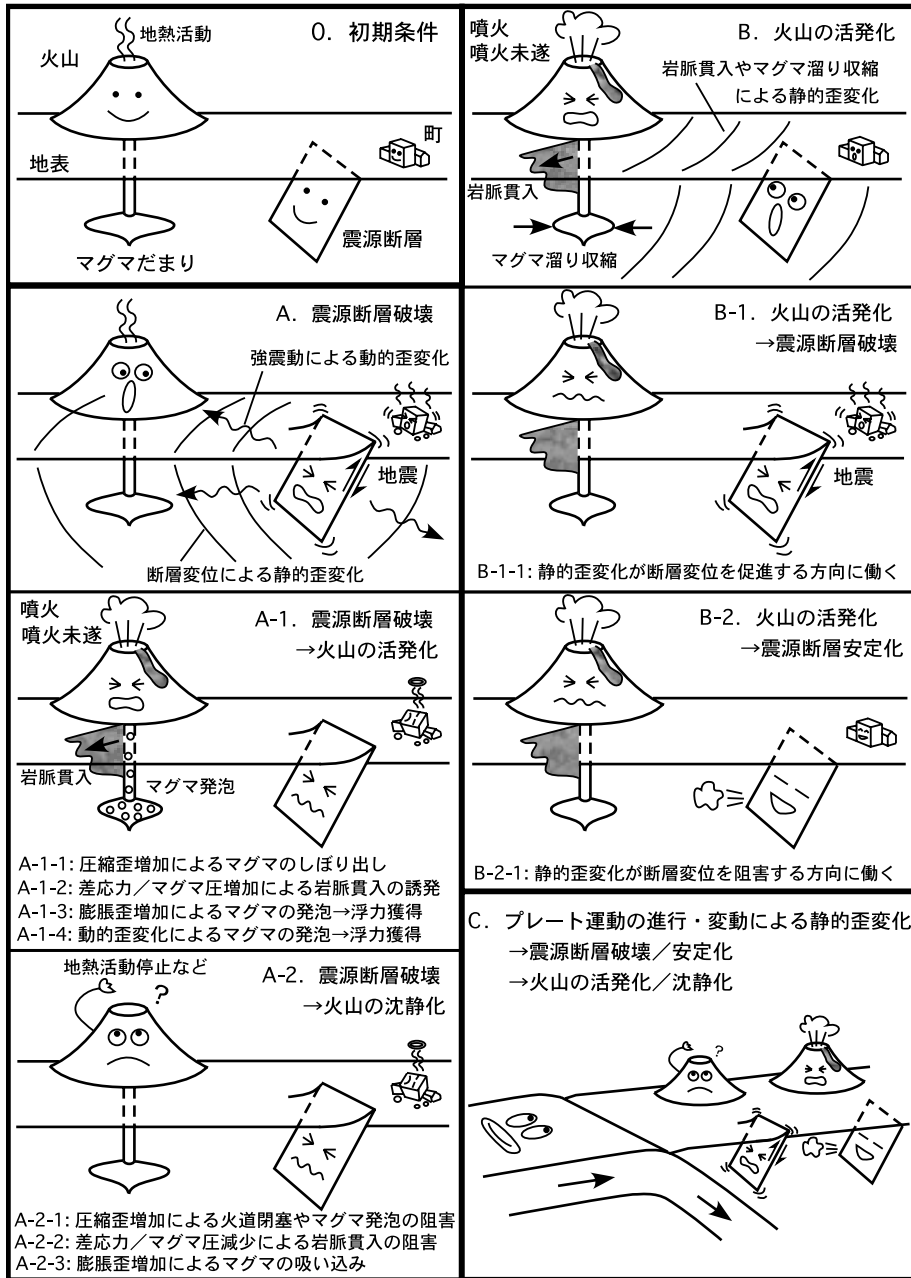 0. 初期条件
地熱活動
火山
町
地表
震源断層
マグマだまり
A. 震源断層破壊
強震動による動的歪変化
地震
断層変位による静的歪変化
噴火
噴火未遂
A-1. 震源断層破壊
→火山の活発化
岩脈貫入
マグマ発泡
A-1-1: 圧縮歪増加によるマグマのしぼり出し
A-1-2: 差応力／マグマ圧増加による岩脈貫入の誘発
A-1-3: 膨脹歪増加によるマグマの発泡→浮力獲得
A-1-4: 動的歪変化によるマグマの発泡→浮力獲得
地熱活動停止など
?
A-2. 震源断層破壊
→火山の沈静化
A-2-1: 圧縮歪増加による火道閉塞やマグマ発泡の阻害
A-2-2: 差応力／マグマ圧減少による岩脈貫入の阻害
A-2-3: 膨脹歪増加によるマグマの吸い込み
噴火
噴火未遂
B. 火山の活発化
岩脈貫入やマグマ溜り収縮
による静的歪変化
岩脈貫入
マグマ溜り収縮
B-1. 火山の活発化
→震源断層破壊
地震
B-1-1: 静的歪変化が断層変位を促進する方向に働く
B-2. 火山の活発化
→震源断層安定化
B-2-1: 静的歪変化が断層変位を阻害する方向に働く
C. プレート運動の進行・変動による静的歪変化
→震源断層破壊／安定化
→火山の活発化／沈静化
?